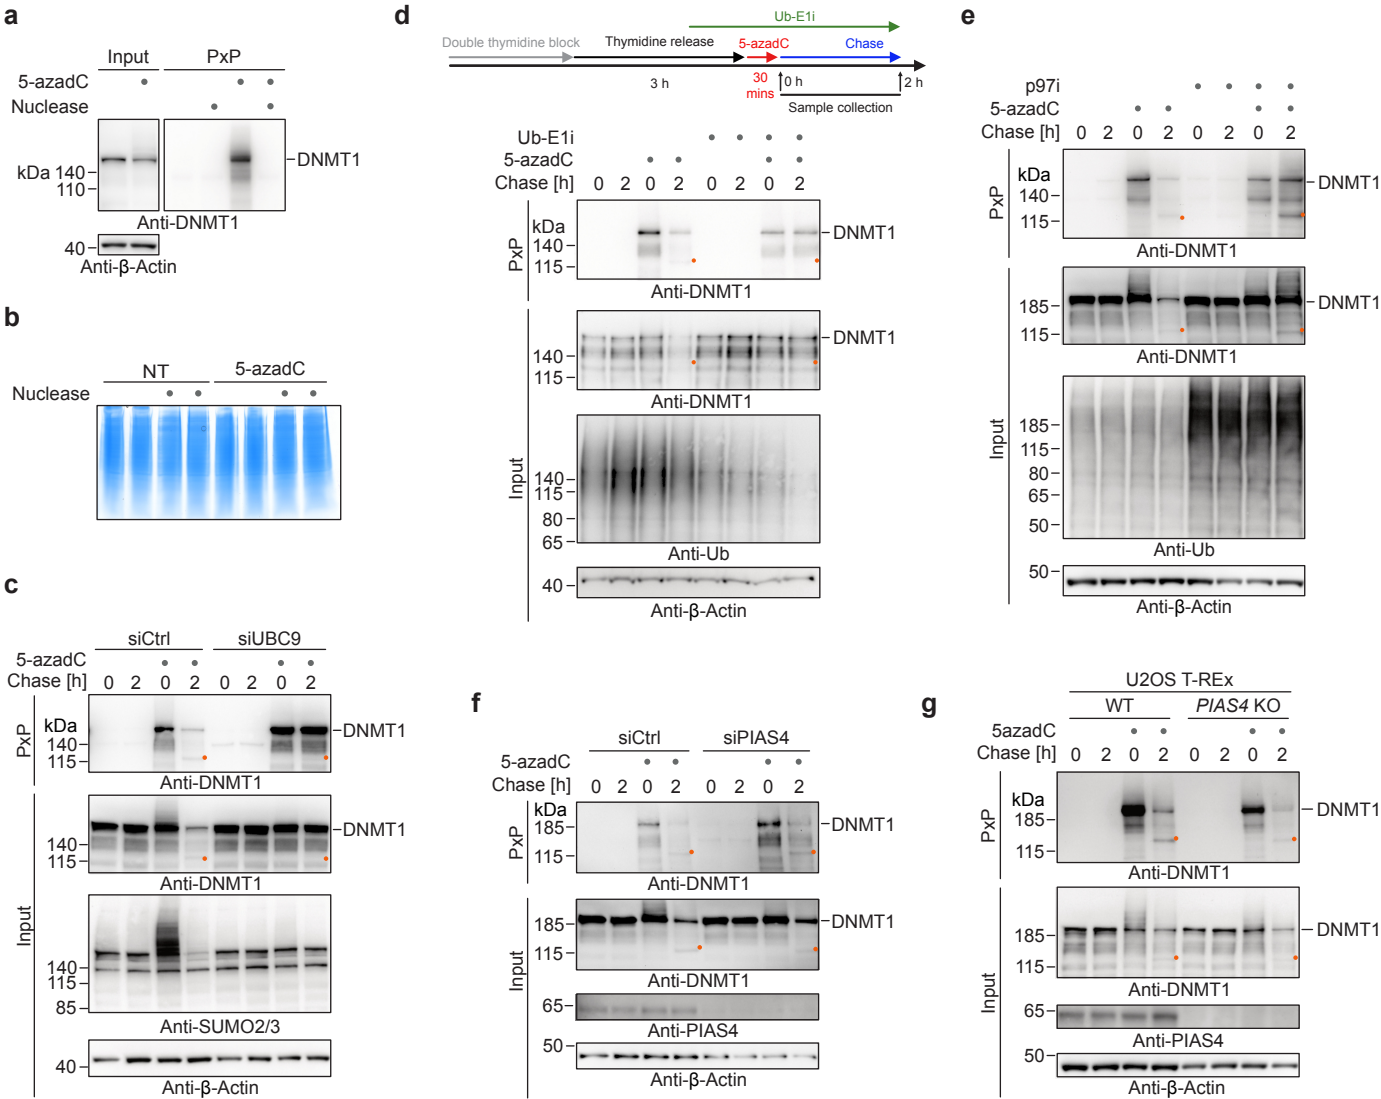 a
Input PxP
5-azadC
Nuclease
kDa 140
110
DNMT1
Anti-DNMT1
40
Anti-β-Actin
b
NT 5-azadC
Nuclease
c
siCtrl siUBC9
5-azadC
Chase [h] 0 2 0 2 0 2 0 2
PxP
kDa
140
115
DNMT1
Anti-DNMT1
Input
140
115
DNMT1
Anti-DNMT1
140
115
85
Anti-SUMO2/3
40
Anti-β-Actin
d
Ub-E1i
Double thymidine block Thymidine release 5-azadC Chase
3 h 30 mins 0 h 2 h
Sample collection
Ub-E1i
5-azadC
Chase [h] 0 2 0 2 0 2 0 2
PxP
kDa
140
115
DNMT1
Anti-DNMT1
Input
140
115
DNMT1
Anti-DNMT1
140
115
80
65
Anti-Ub
40
Anti-β-Actin
e
p97i
5-azadC
Chase [h] 0 2 0 2 0 2 0 2
PxP
kDa
140
115
DNMT1
Anti-DNMT1
Input
185
115
DNMT1
Anti-DNMT1
185
115
80
65
50
Anti-Ub
50
Anti-β-Actin
f
siCtrl siPIAS4
5-azadC
Chase [h] 0 2 0 2 0 2 0 2
PxP
kDa
185
115
DNMT1
Anti-DNMT1
Input
185
115
DNMT1
Anti-DNMT1
65
Anti-PIAS4
50
Anti-β-Actin
g
U2OS T-REx
WT PIAS4 KO
5azadC
Chase [h] 0 2 0 2 0 2 0 2
PxP
kDa
185
115
DNMT1
Anti-DNMT1
Input
185
115
DNMT1
Anti-DNMT1
65
Anti-PIAS4
50
Anti-β-Actin